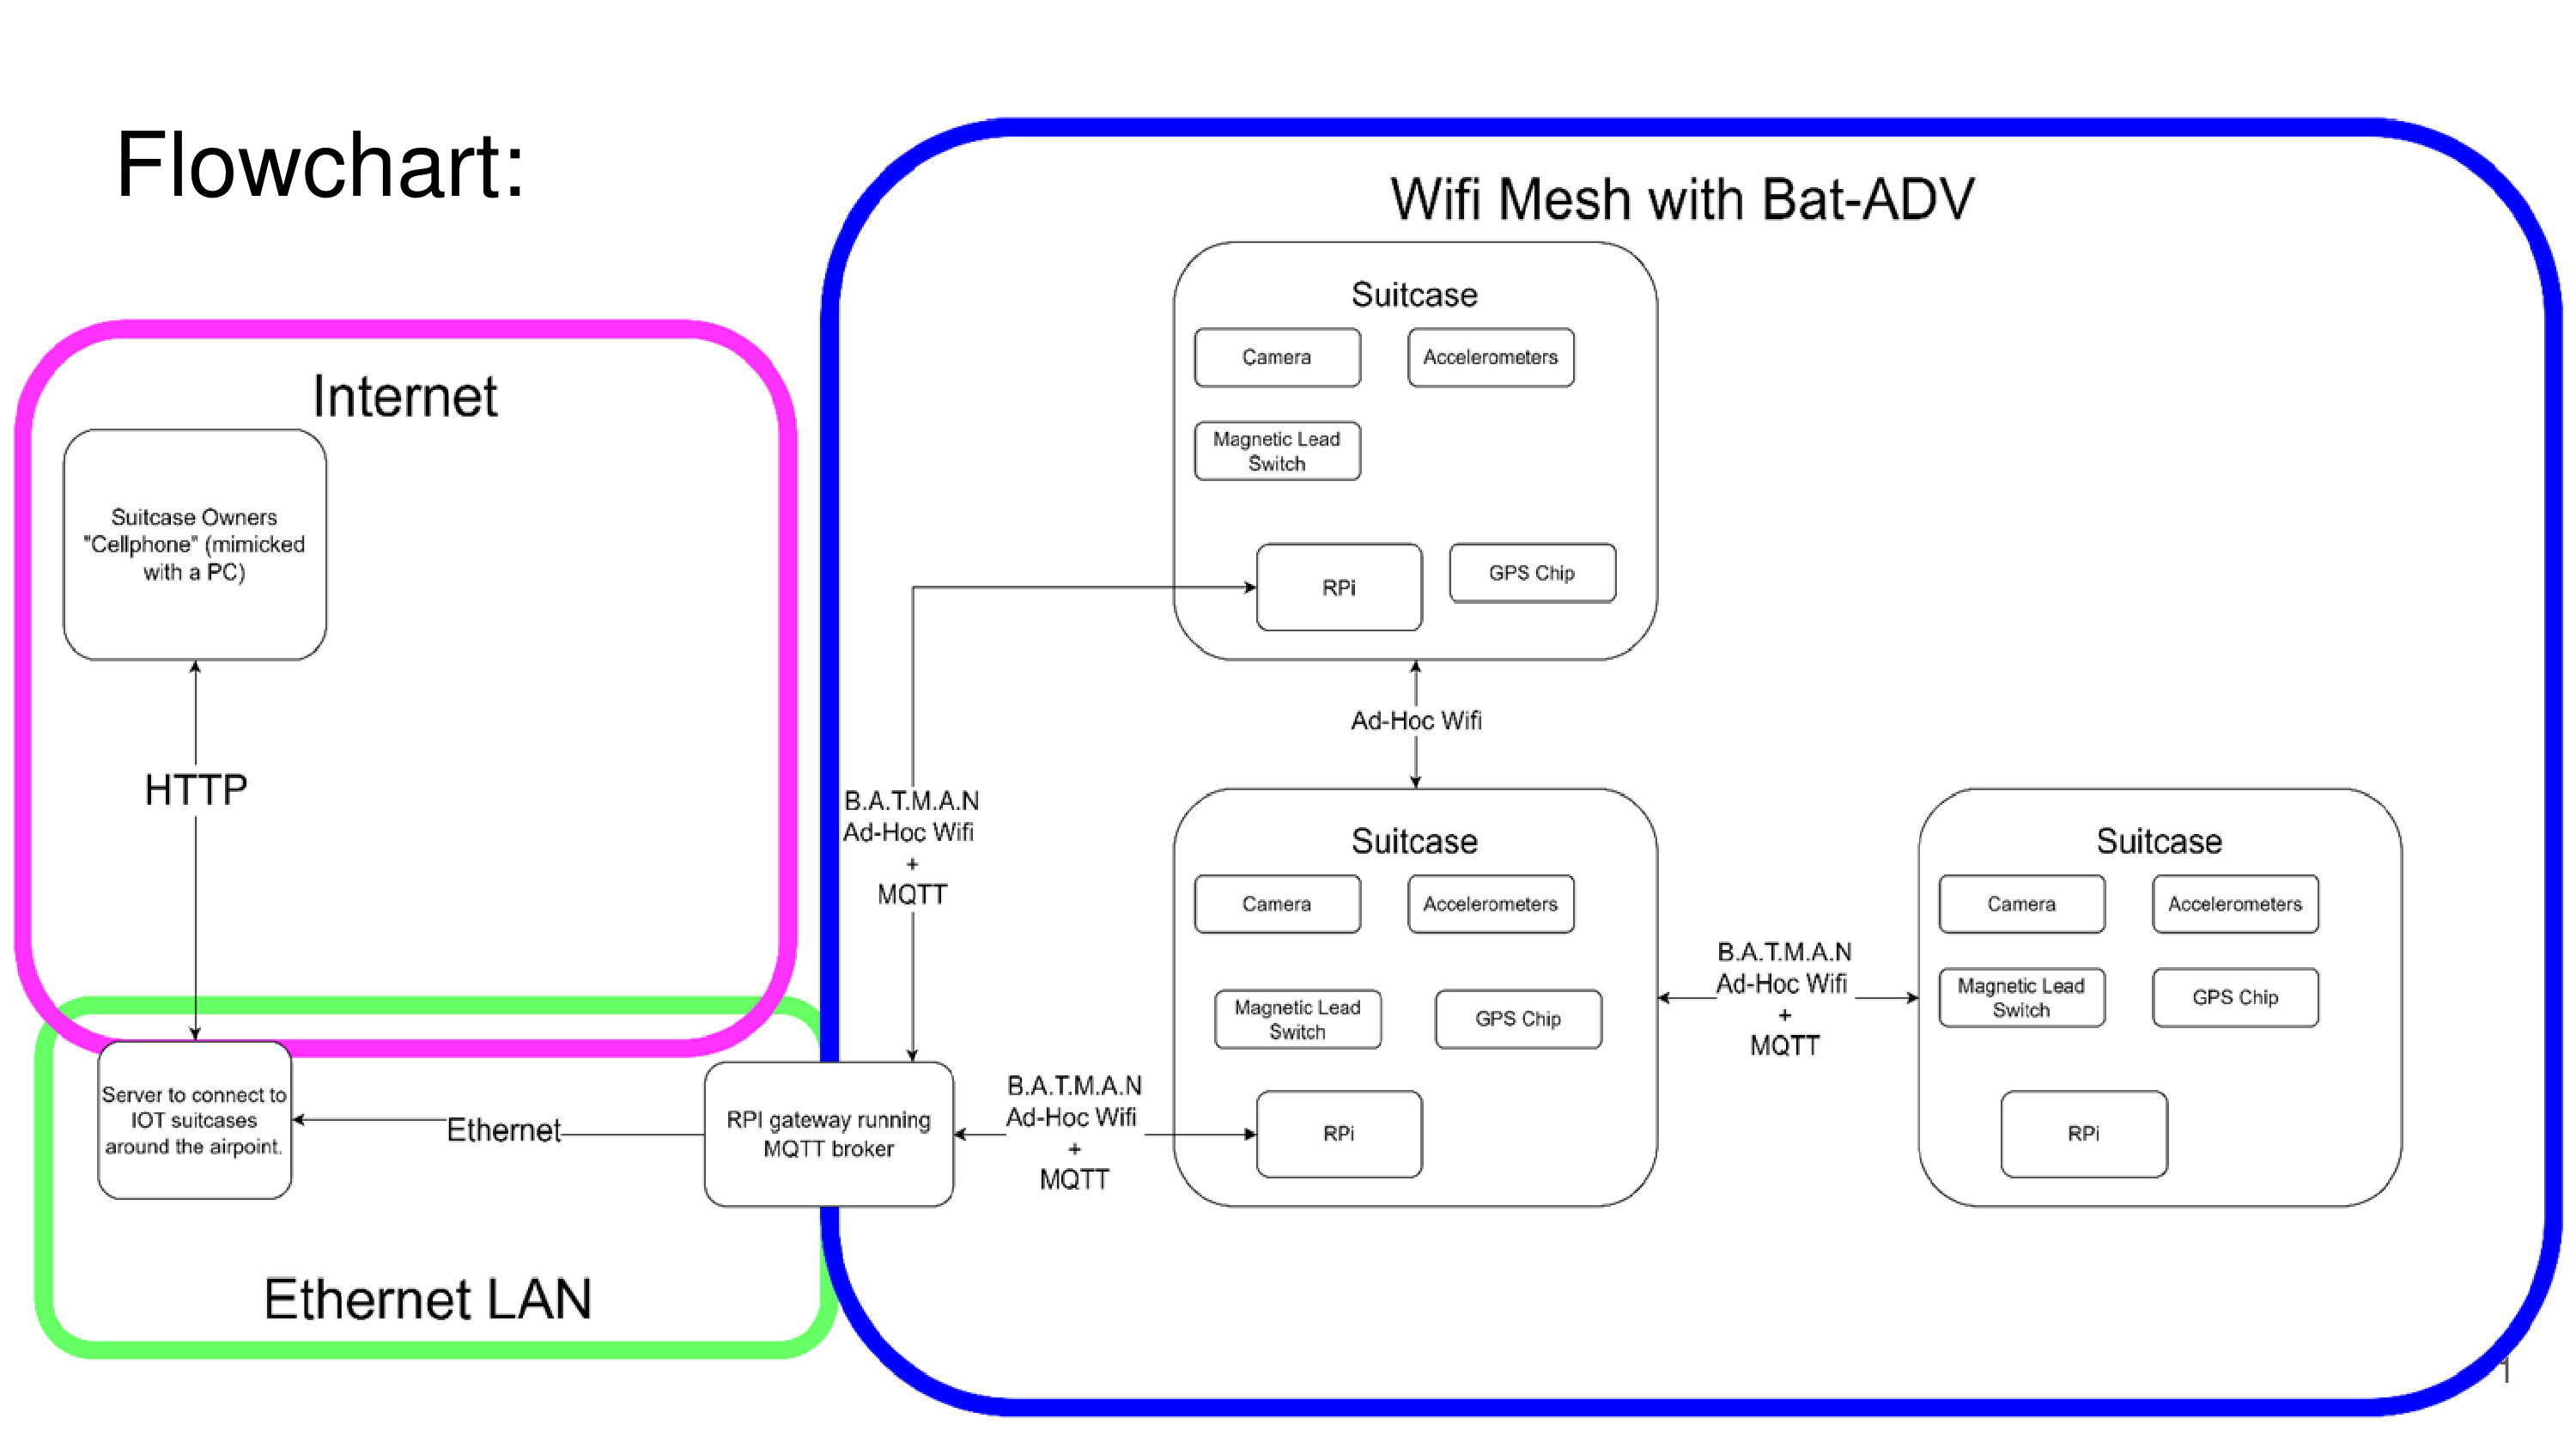 Flowchart:
Wifi Mesh with Bat-ADV
Suitcase
Camera
Accelerometers
Magnetic Lead
Switch
RPi
GPS Chip
Internet
Suitcase Owners
"Cellphone" (mimicked
with a PC)
HTTP
Ad-Hoc Wifi
B.A.T.M.A.N
Ad-Hoc Wifi
+
MQTT
Suitcase
Camera
Accelerometers
Magnetic Lead
Switch
GPS Chip
RPi
B.A.T.M.A.N
Ad-Hoc Wifi
+
MQTT
Suitcase
Camera
Accelerometers
Magnetic Lead
Switch
GPS Chip
RPi
Server to connect to
IOT suitcases
around the airpoint.
Ethernet
RPI gateway running
MQTT broker
B.A.T.M.A.N
Ad-Hoc Wifi
+
MQTT
Ethernet LAN
1